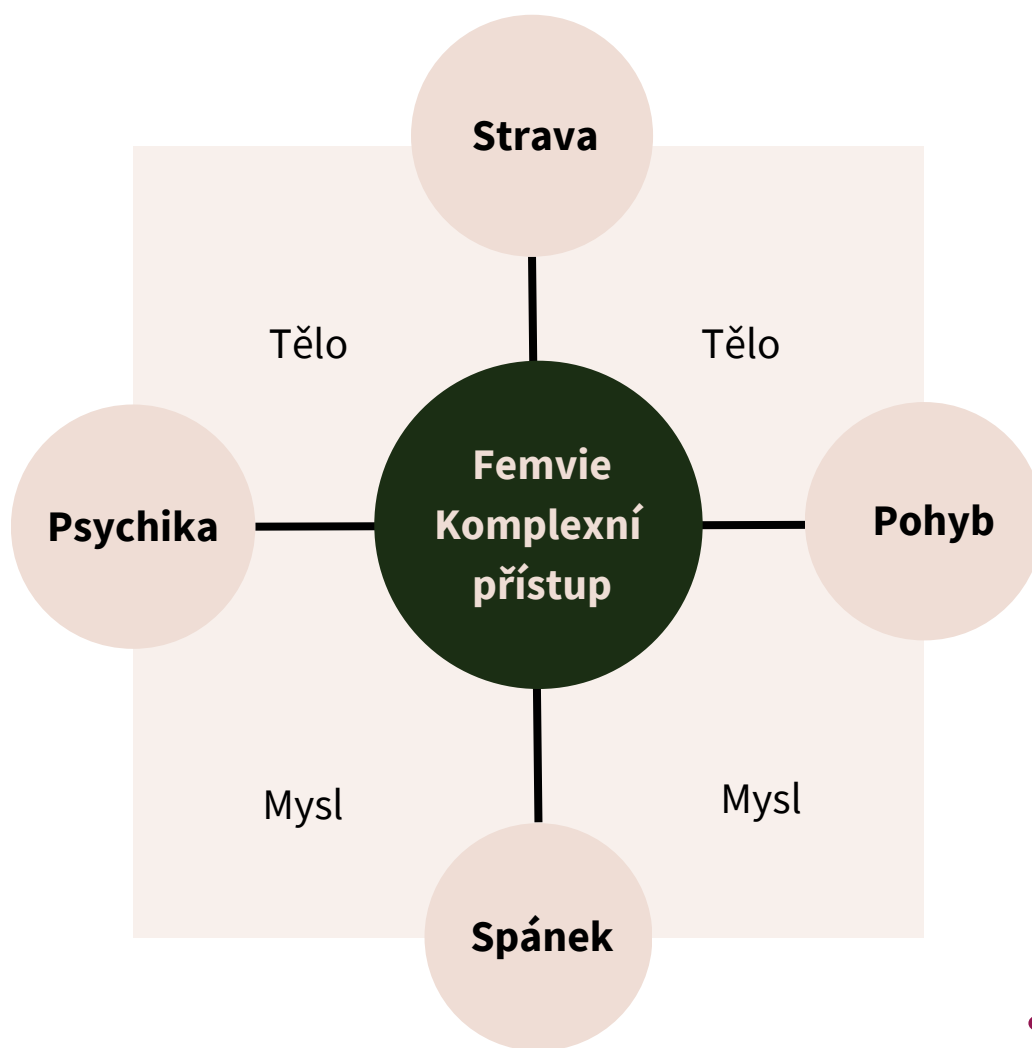 Strava
Tělo
Tělo
Femvie
Komplexní
přístup
Psychika
Pohyb
Mysl
Mysl
Spánek